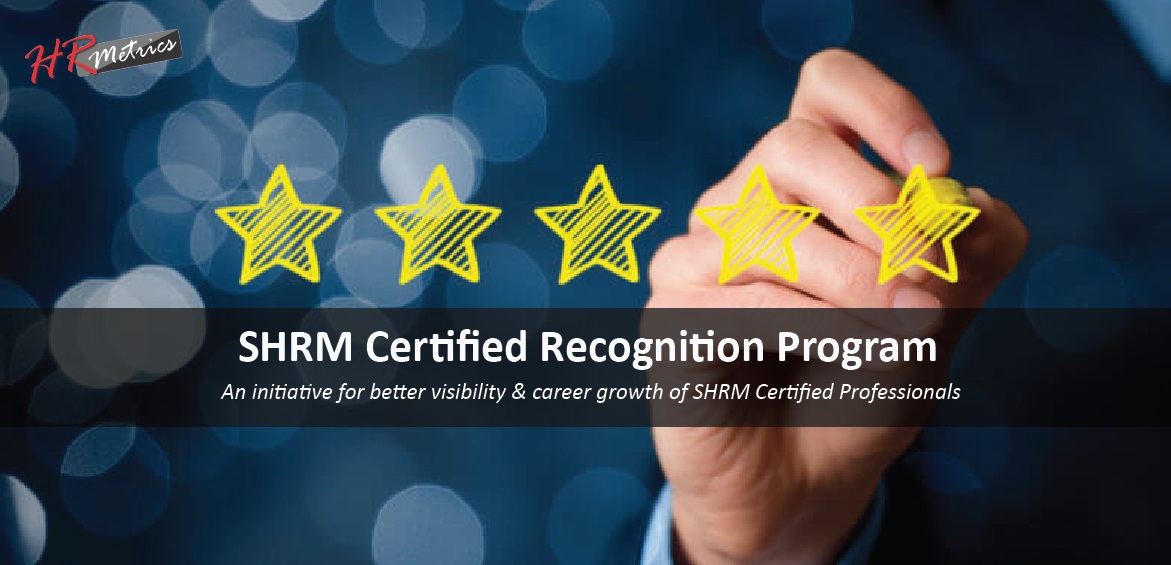 HR Metrics
SHRM Certified Recognition Program
An initiative for better visibility & career growth of SHRM Certified Professionals